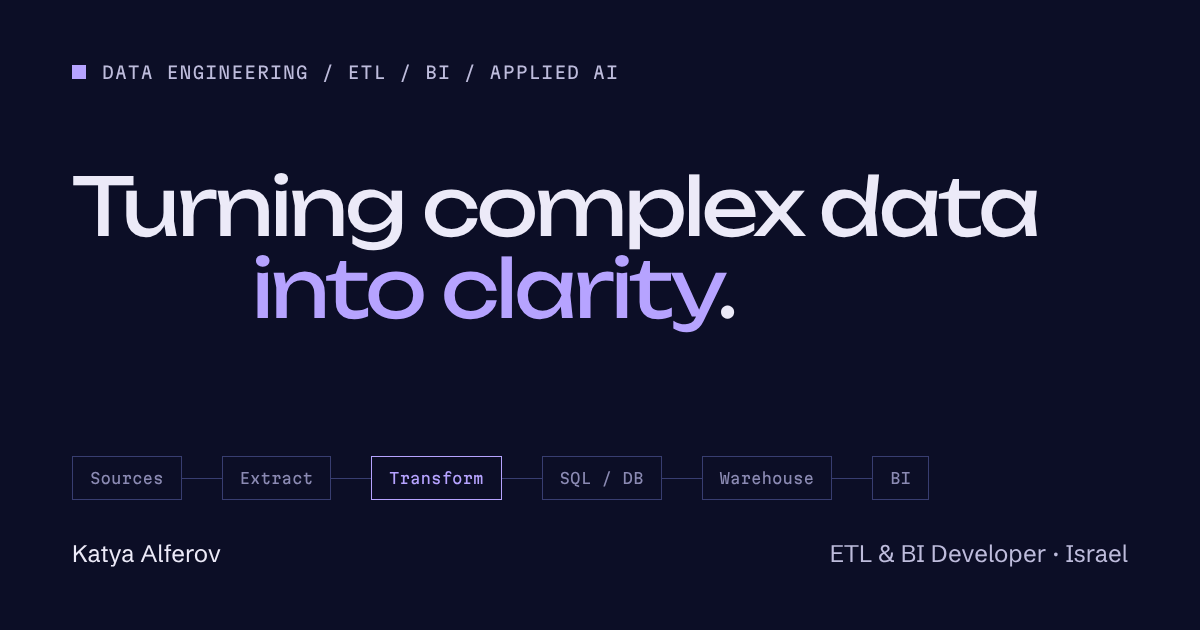 DATA ENGINEERING / ETL / BI / APPLIED AI
Turning complex data
into clarity.
Sources
Extract
Transform
SQL / DB
Warehouse
BI
Katya Alferov
ETL & BI Developer · Israel